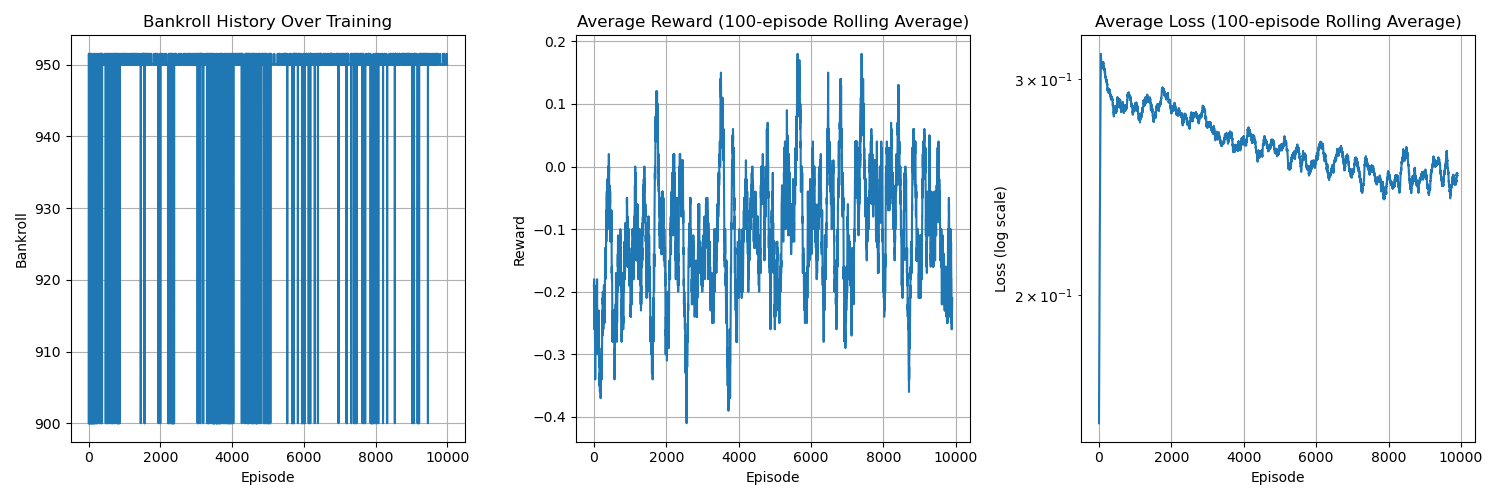 Bankroll History Over Training
Bankroll
950
940
930
920
910
900
0 2000 4000 6000 8000 10000
Episode
Average Reward (100-episode Rolling Average)
Reward
0.2
0.1
0.0
−0.1
−0.2
−0.3
−0.4
0 2000 4000 6000 8000 10000
Episode
Average Loss (100-episode Rolling Average)
Loss (log scale)
3 × 10⁻¹
2 × 10⁻¹
0 2000 4000 6000 8000 10000
Episode